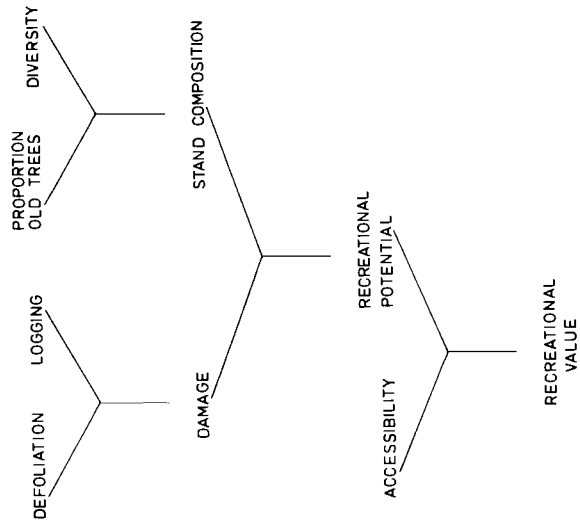 DEFOLIATION
LOGGING
PROPORTION
OLD TREES
DIVERSITY
DAMAGE
STAND COMPOSITION
ACCESSIBILITY
RECREATIONAL
POTENTIAL
RECREATIONAL
VALUE